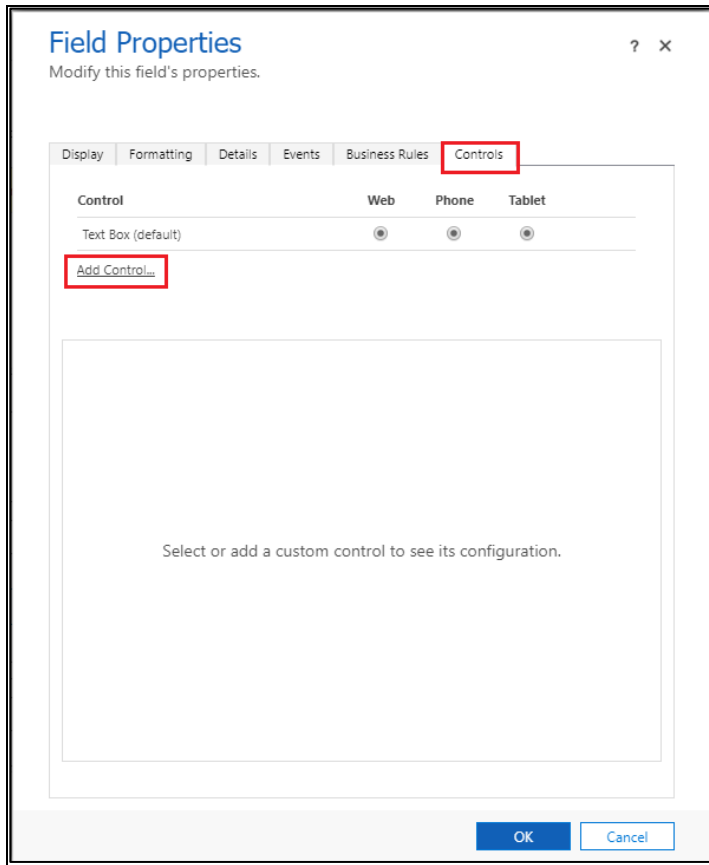 Field Properties
? ×
Modify this field's properties.
Display Formatting Details Events Business Rules Controls
Control Web Phone Tablet
Text Box (default)
Add Control...
Select or add a custom control to see its configuration.
OK Cancel